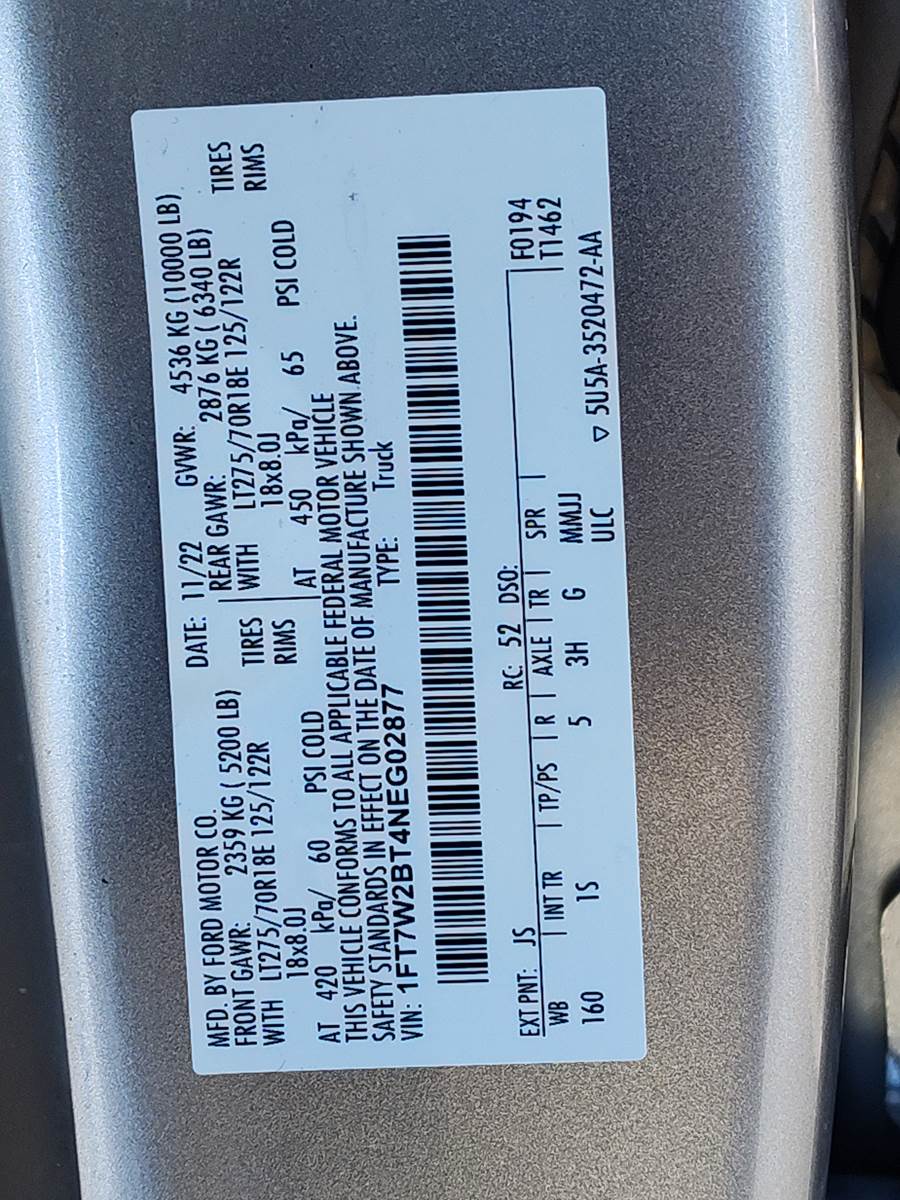 MFD. BY FORD MOTOR CO. DATE: 11/22 GVWR: 4536 KG (10000 LB)
FRONT GAWR: 2359 KG ( 5200 LB) REAR GAWR: 2876 KG ( 6340 LB)
WITH LT275/70R18E 125/122R TIRES WITH LT275/70R18E 125/122R TIRES
18x8.0J RIMS 18x8.0J RIMS
AT 420 kPa/ 60 PSI COLD AT 450 kPa/ 65 PSI COLD
THIS VEHICLE CONFORMS TO ALL APPLICABLE FEDERAL MOTOR VEHICLE
SAFETY STANDARDS IN EFFECT ON THE DATE OF MANUFACTURE SHOWN ABOVE.
VIN: 1FT7W2BT4NEG02877 TYPE: Truck
EXT PNT: JS RC: 52 DSO: F0194
WB INT TR TP/PS R AXLE TR SPR T1462
160 1S 5 3H G MMJJ
ULC ▽ 5U5A-3520472-AA